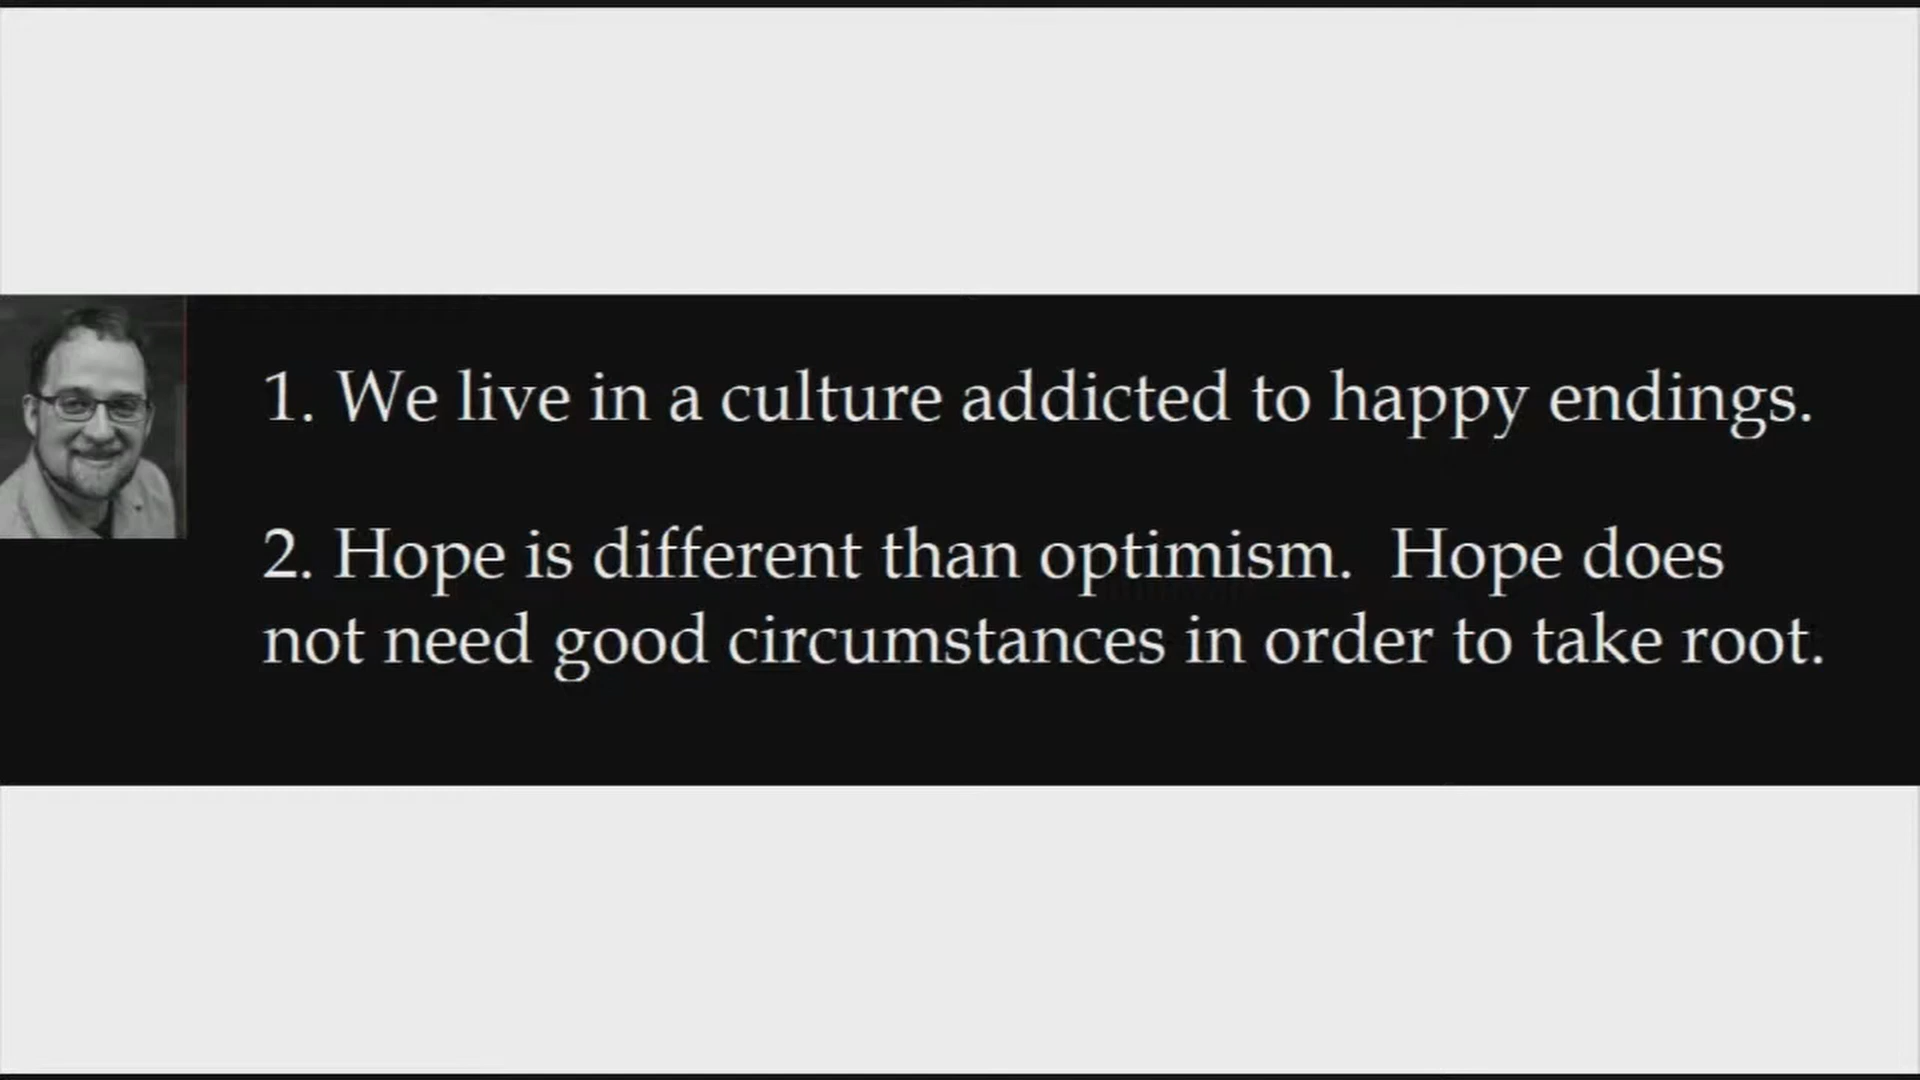 1. We live in a culture addicted to happy endings.
2. Hope is different than optimism.  Hope does
not need good circumstances in order to take root.